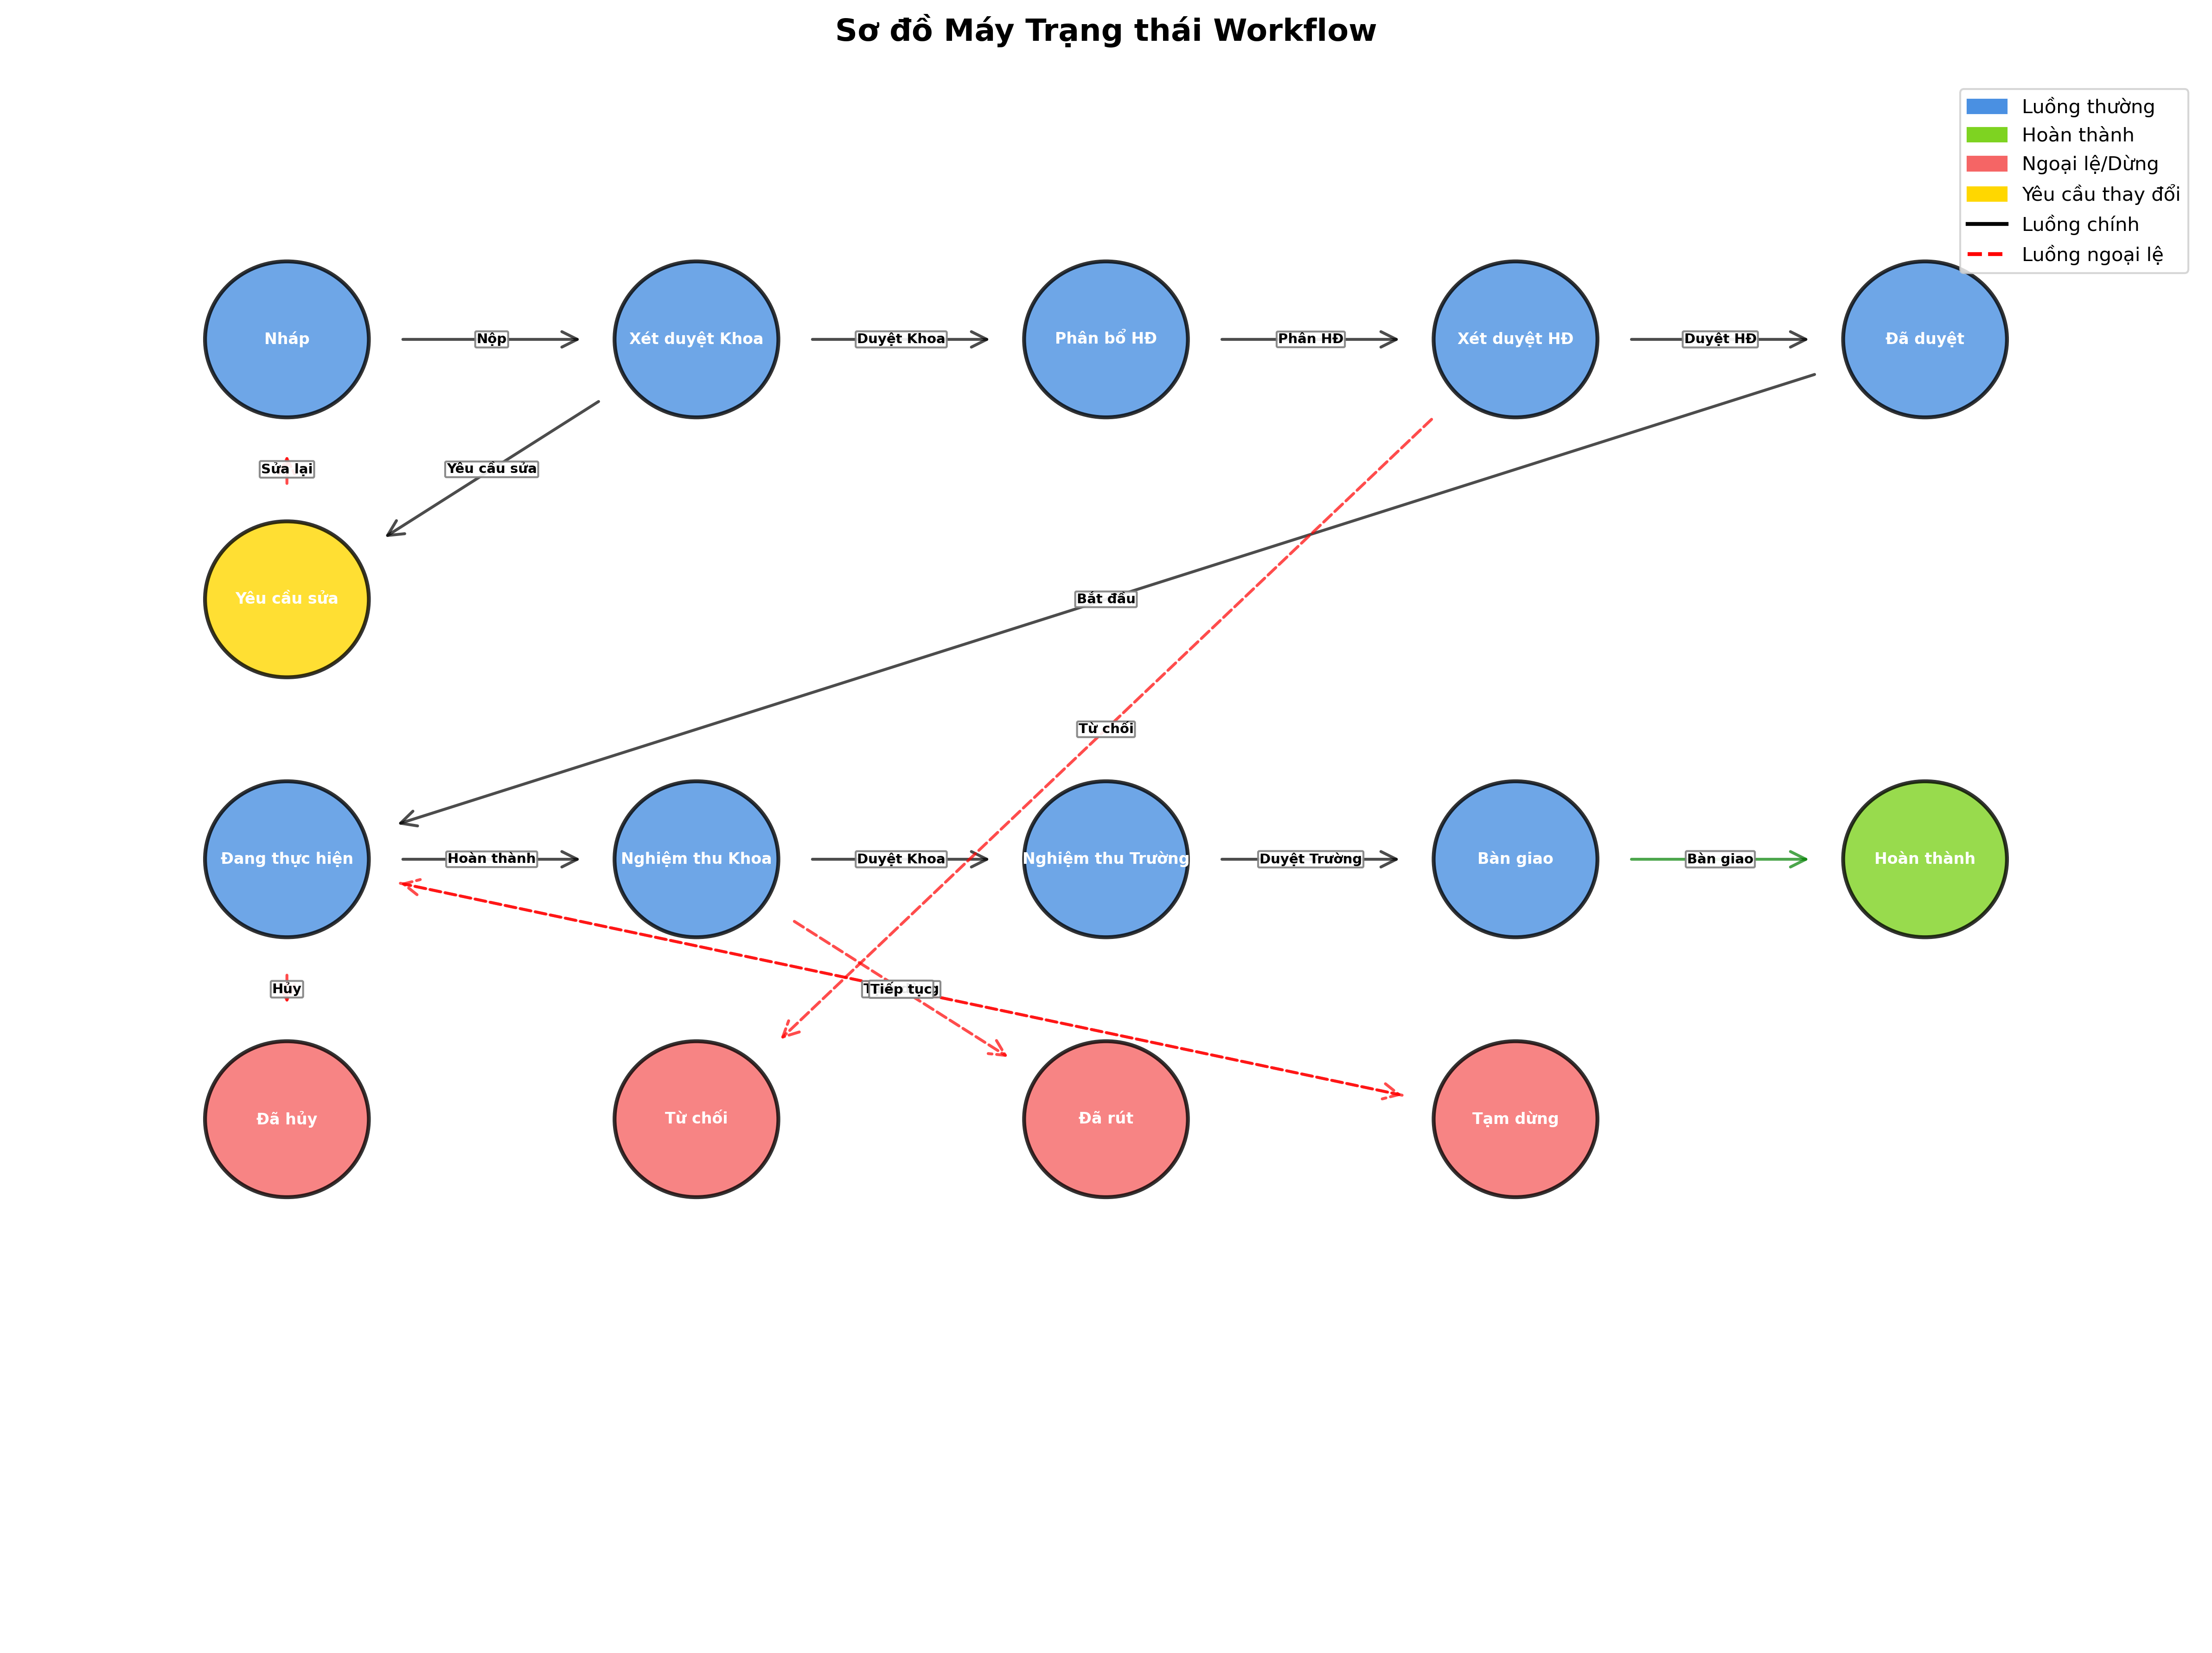 Sơ đồ Máy Trạng thái Workflow
Luồng thường
Hoàn thành
Ngoại lệ/Dừng
Yêu cầu thay đổi
Luồng chính
Luồng ngoại lệ
Nháp
Nộp
Xét duyệt Khoa
Duyệt Khoa
Phân bổ HĐ
Phân HĐ
Xét duyệt HĐ
Duyệt HĐ
Đã duyệt
Sửa lại
Yêu cầu sửa
Yêu cầu sửa
Bắt đầu
Từ chối
Đang thực hiện
Hoàn thành
Nghiệm thu Khoa
Duyệt Khoa
Nghiệm thu Trường
Duyệt Trường
Bàn giao
Bàn giao
Hoàn thành
Hủy
Tiếp tục
Đã hủy
Từ chối
Đã rút
Tạm dừng